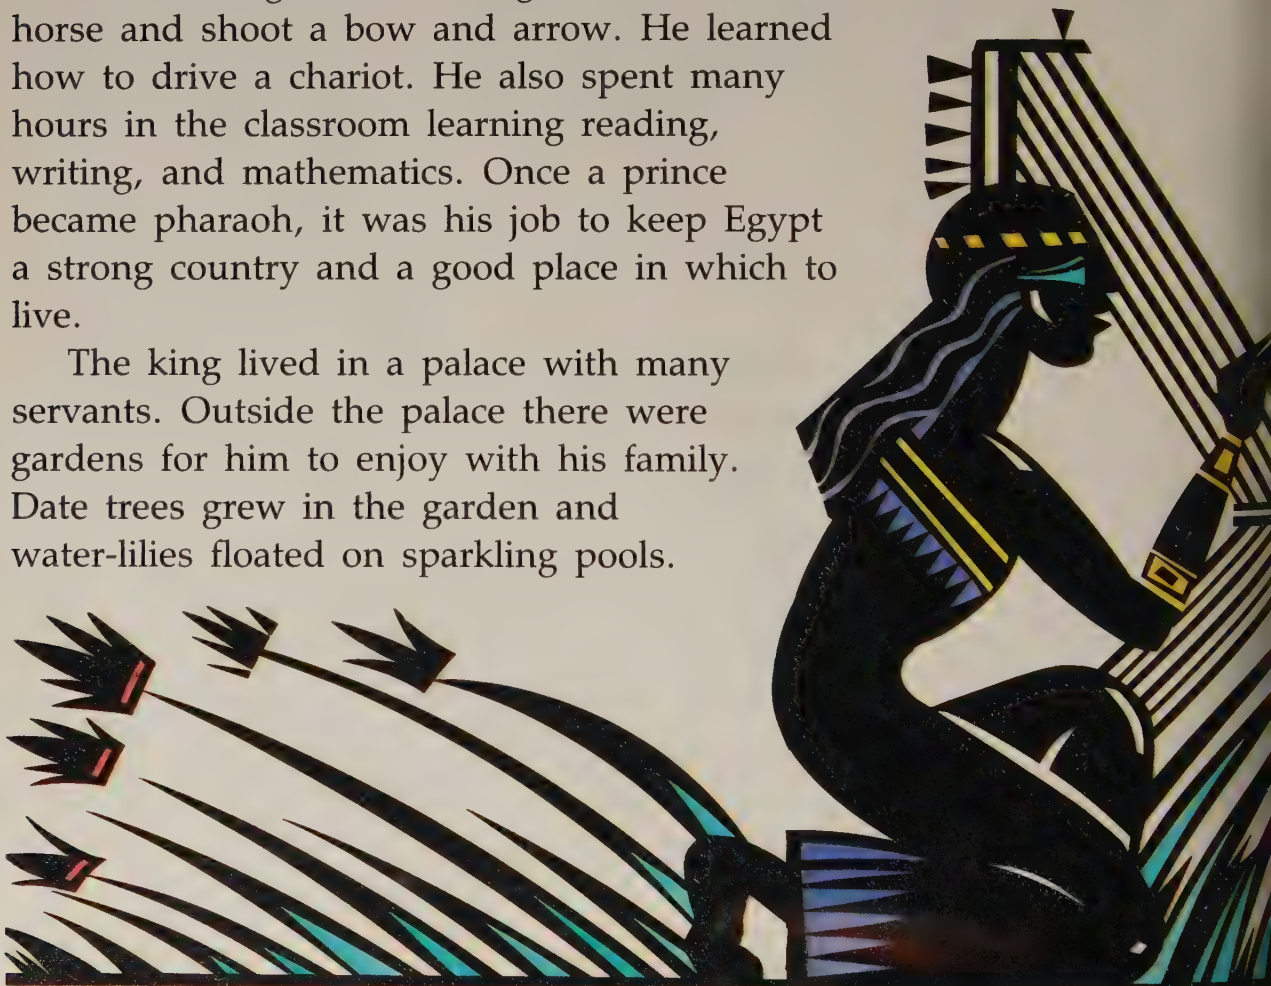 horse and shoot a bow and arrow. He learned
how to drive a chariot. He also spent many
hours in the classroom learning reading,
writing, and mathematics. Once a prince
became pharaoh, it was his job to keep Egypt
a strong country and a good place in which to
live.
The king lived in a palace with many
servants. Outside the palace there were
gardens for him to enjoy with his family.
Date trees grew in the garden and
water-lilies floated on sparkling pools.